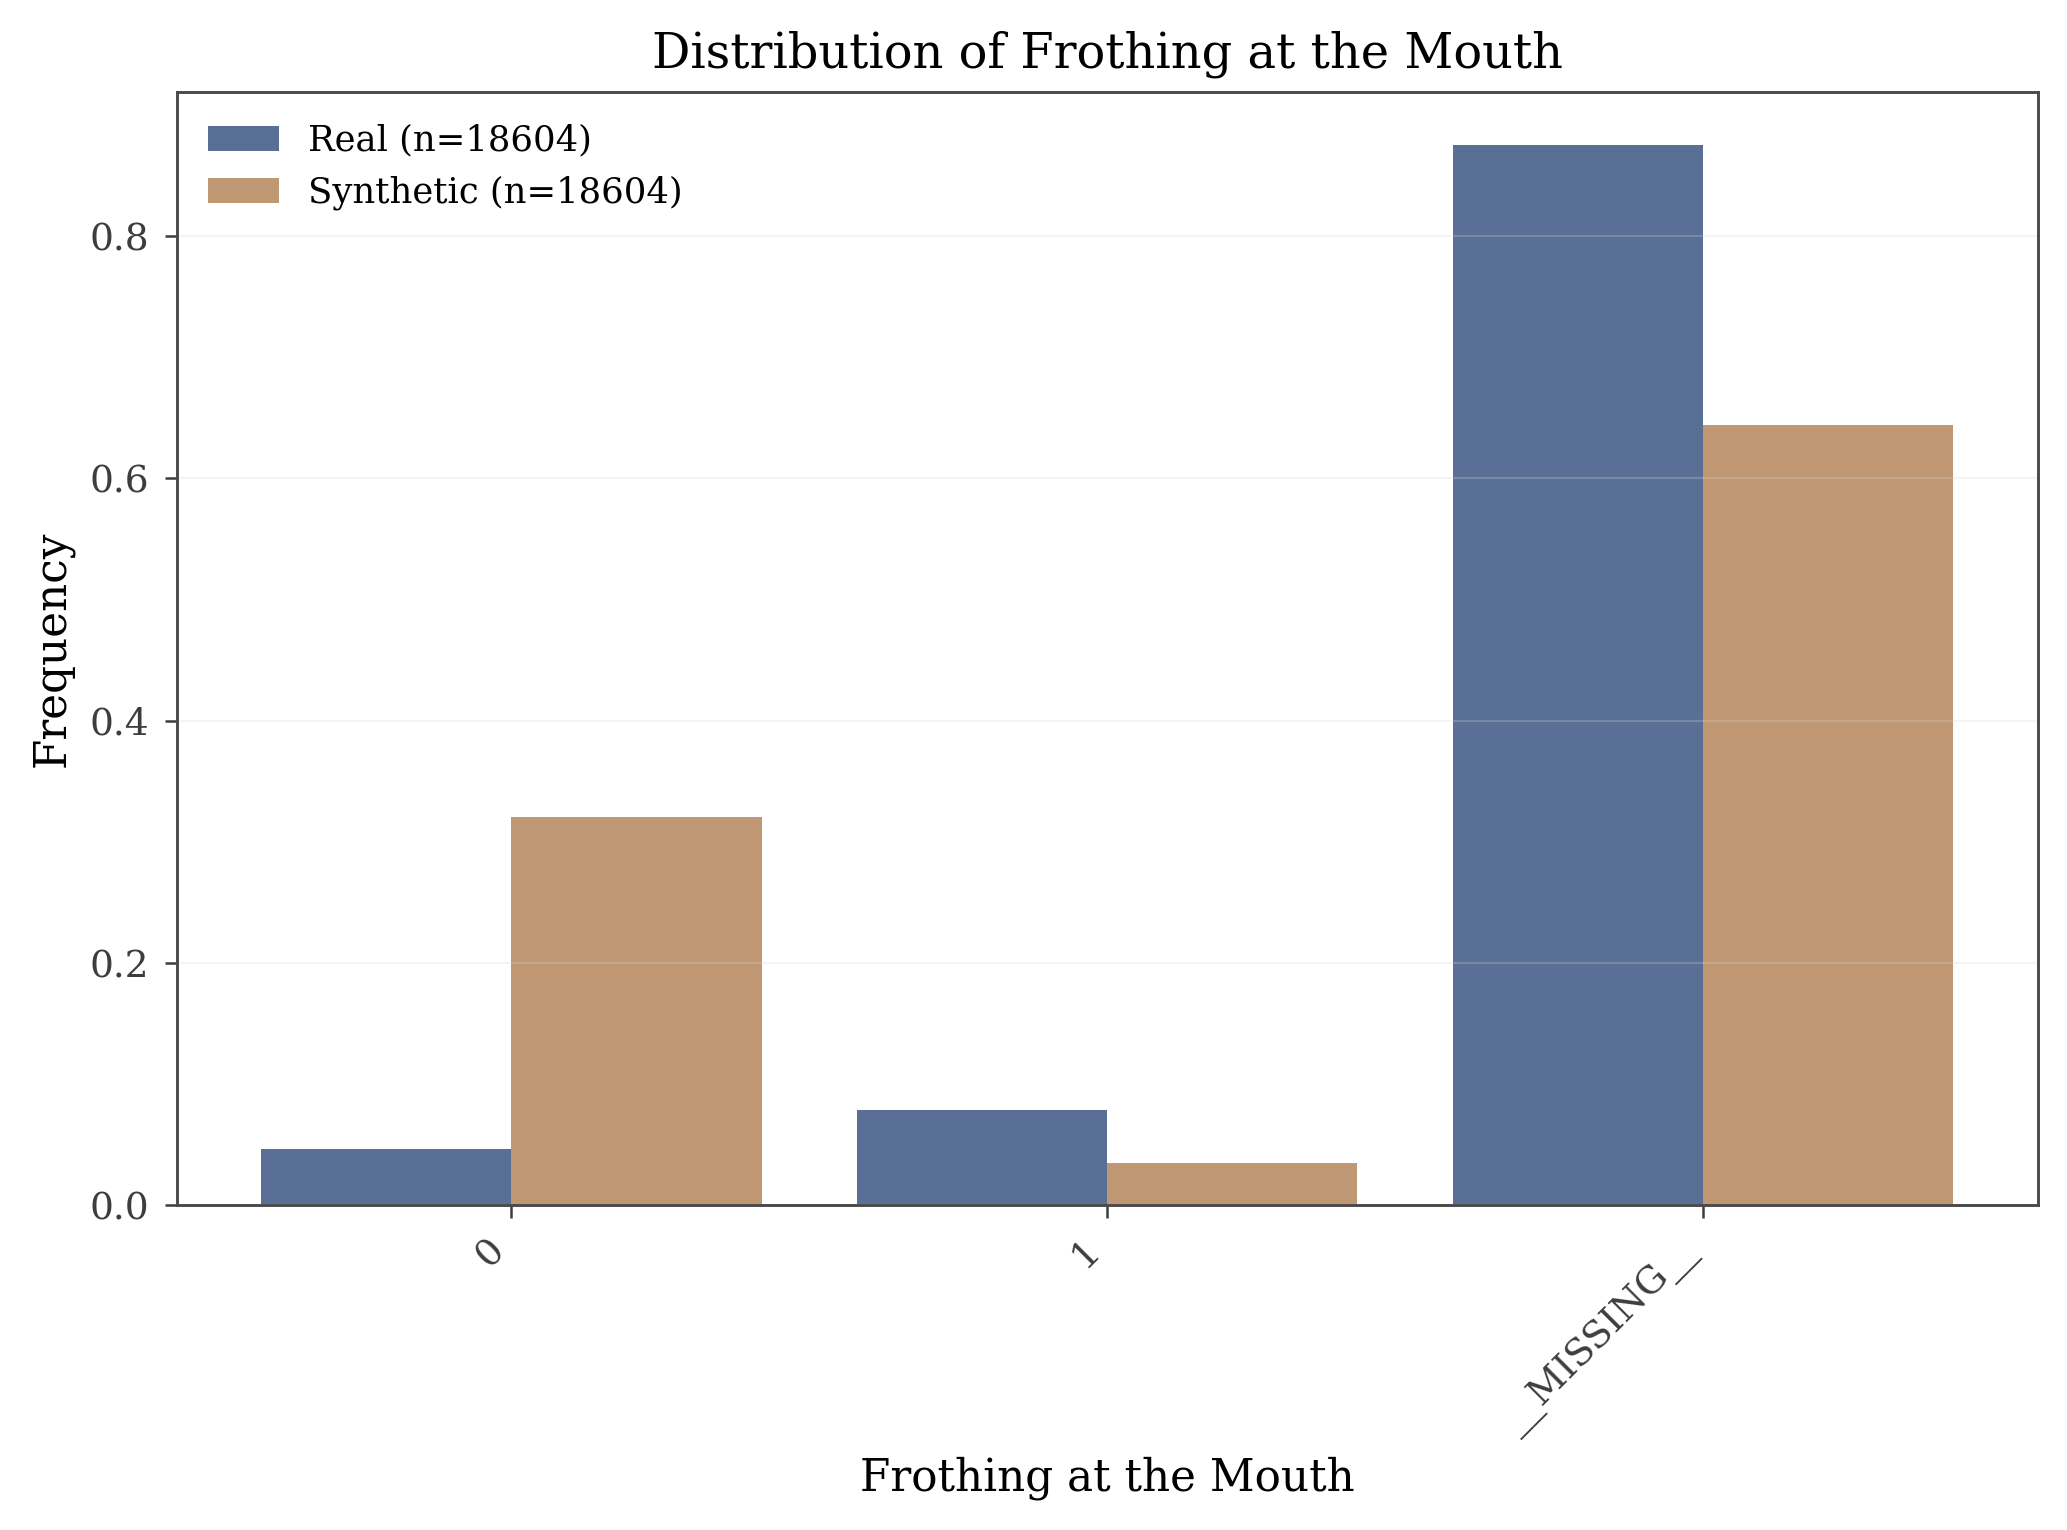 Distribution of Frothing at the Mouth
Real (n=18604)
Synthetic (n=18604)
0.8
0.6
0.4
0.2
0.0
Frequency
0
1
__MISSING__
Frothing at the Mouth